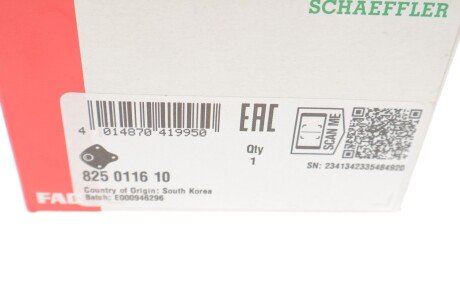 SCHAEFFLER
4 014870 419950
EAC
Qty
1
SCAN ME
SN: 2341342335484920
825 0116 10
Country of Origin: South Korea
Batch: E000946296